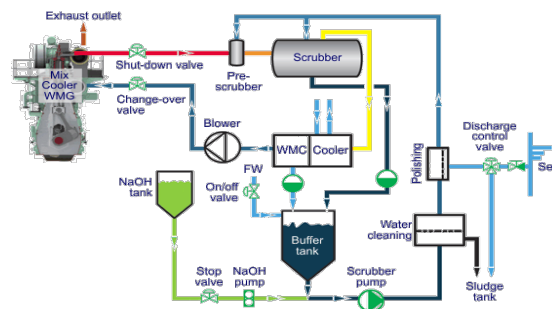 Exhaust outlet
Mix
Cooler
WMG
Shut-down valve
Change-over
valve
Pre-
scrubber
Scrubber
Blower
WMC
Cooler
NaOH
tank
FW
On/off
valve
Buffer
tank
Polishing
Discharge
control
valve
Se
Water
cleaning
Stop
valve
NaOH
pump
Scrubber
pump
Sludge
tank